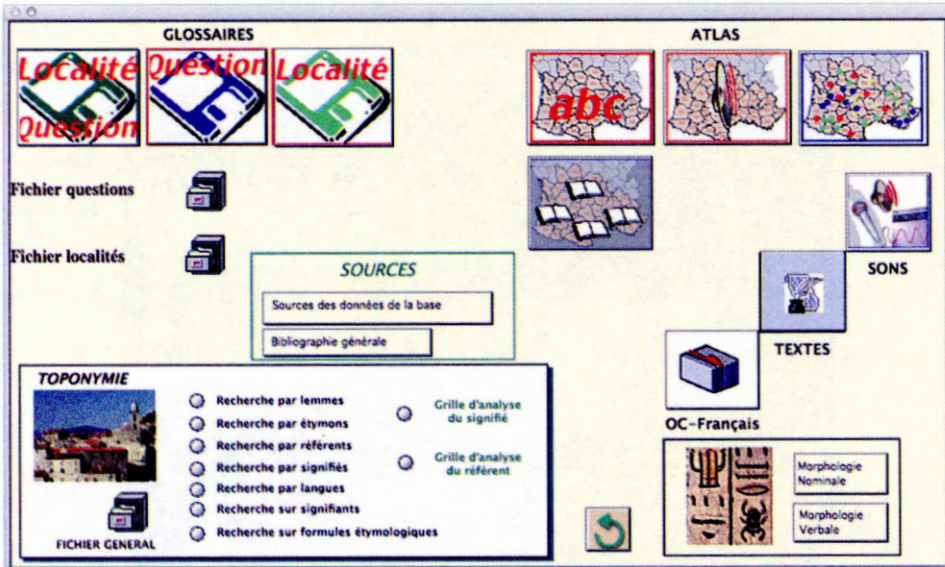 GLOSSAIRES
ATLAS
Localité
Question
Question
Localité
abc
Fichier questions
Fichier localités
SOURCES
Sources des données de la base
Bibliographie générale
SONS
TEXTES
OC-Français
TOPONYMIE
Recherche par lemmes
Recherche par étymons
Recherche par référents
Recherche par signifiés
Recherche par langues
Recherche sur signifiants
Recherche sur formules étymologiques
Grille d'analyse
du signifié
Grille d'analyse
du référent
FICHIER GENERAL
Morphologie
Nominale
Morphologie
Verbale